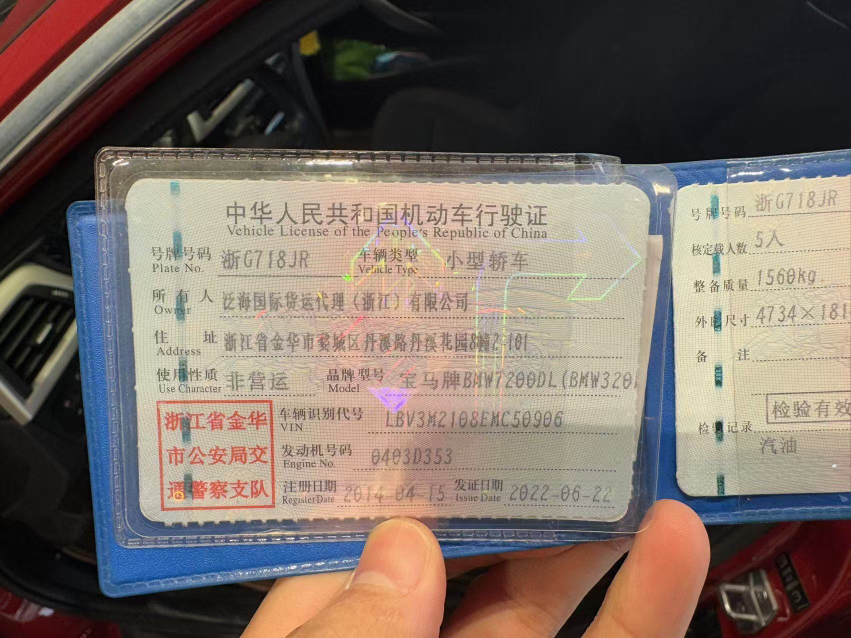 中华人民共和国机动车行驶证
Vehicle License of the People's Republic of China
号牌号码 浙G718JR 车辆类型 小型轿车
Plate No. Vehicle Type
所有人 泛海国际货运代理（浙江）有限公司
Owner
住址 浙江省金华市婺城区丹溪路丹溪花园8幢2-101
Address
使用性质 非营运 品牌型号 宝马牌BMW7200DL(BMW320
Use Character Model
浙江省金华
市公安局交
通警察支队
车辆识别代号 LBV3M2108EMC50906
VIN
发动机号码 0403D353
Engine No.
注册日期 2014-04-15 发证日期 2022-06-22
Register Date Issue Date
号牌号码 浙G718JR
核定载人数 5人
整备质量 1560kg
外廓尺寸 4734×181
备注
检验有效
检验记录
汽油